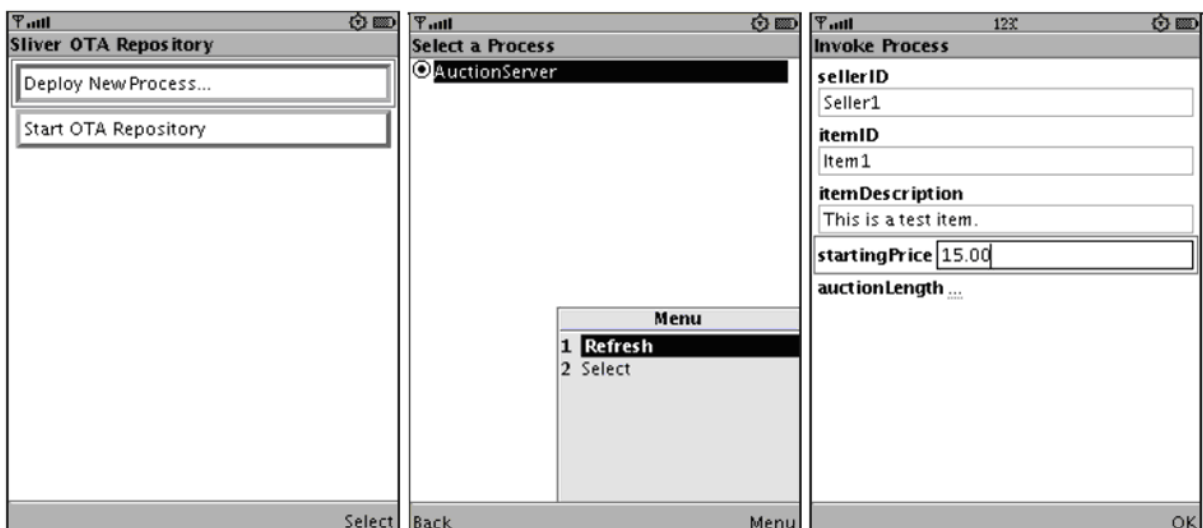 Sliver OTA Repository
Deploy New Process...
Start OTA Repository
Select
Select a Process
AuctionServer
Menu
1 Refresh
2 Select
Back
Menu
123
Invoke Process
sellerID
Seller1
itemID
Item1
itemDescription
This is a test item.
startingPrice 15.00
auctionLength ...
OK